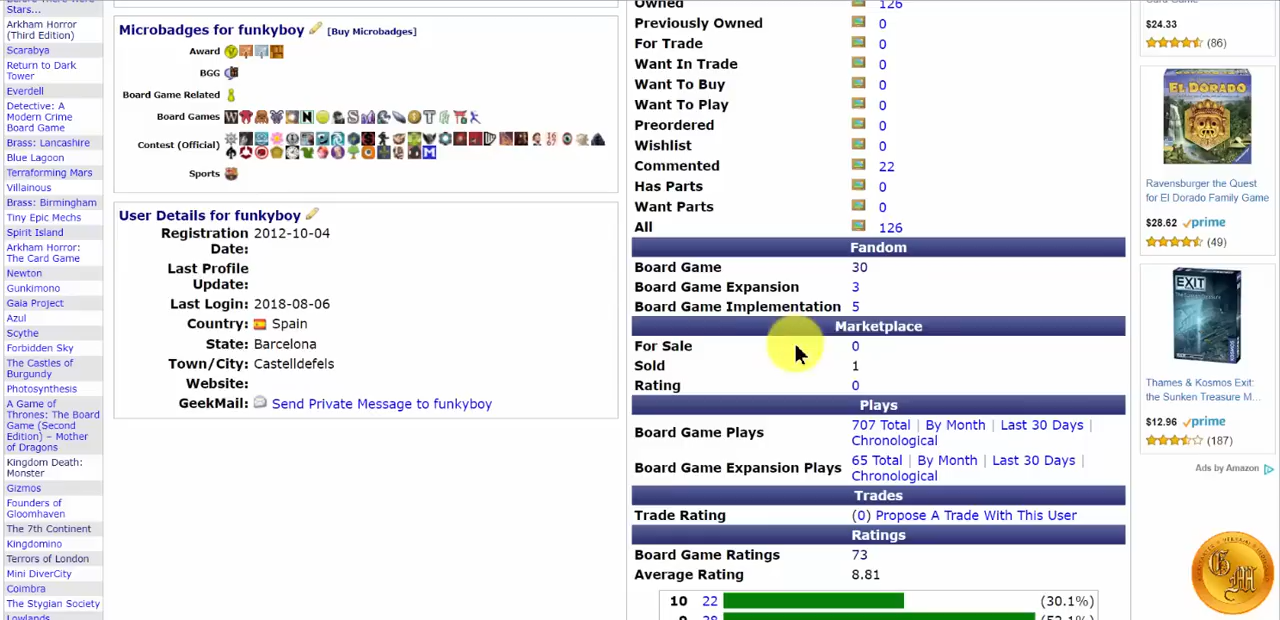 Stars...
Arkham Horror
(Third Edition)
Scarabya
Return to Dark
Tower
Everdell
Detective: A
Modern Crime
Board Game
Brass: Lancashire
Blue Lagoon
Terraforming Mars
Villainous
Brass: Birmingham
Tiny Epic Mechs
Spirit Island
Arkham Horror:
The Card Game
Newton
Gunkimono
Gaia Project
Azul
Scythe
Forbidden Sky
The Castles of
Burgundy
Photosynthesis
A Game of
Thrones: The Board
Game (Second
Edition) – Mother
of Dragons
Kingdom Death:
Monster
Gizmos
Founders of
Gloomhaven
The 7th Continent
Kingdomino
Terrors of London
Mini DiverCity
Coimbra
The Stygian Society
Lowlands
Microbadges for funkyboy [Buy Microbadges]
Award
BGG
Board Game Related
Board Games
Contest (Official)
Sports
User Details for funkyboy
Registration Date: 2012-10-04
Last Profile Update:
Last Login: 2018-08-06
Country: Spain
State: Barcelona
Town/City: Castelldefels
Website:
GeekMail: Send Private Message to funkyboy
Owned 126
Previously Owned 0
For Trade 0
Want In Trade 0
Want To Buy 0
Want To Play 0
Preordered 0
Wishlist 0
Commented 22
Has Parts 0
Want Parts 0
All 126
Fandom
Board Game 30
Board Game Expansion 3
Board Game Implementation 5
Marketplace
For Sale 0
Sold 1
Rating 0
Plays
Board Game Plays 707 Total | By Month | Last 30 Days |
Chronological
Board Game Expansion Plays 65 Total | By Month | Last 30 Days |
Chronological
Trades
Trade Rating (0) Propose A Trade With This User
Ratings
Board Game Ratings 73
Average Rating 8.81
10 22 (30.1%)
$24.33
(86)
EL DORADO
Ravensburger the Quest
for El Dorado Family Game
$28.62 prime
(49)
EXIT
Thames & Kosmos Exit:
the Sunken Treasure M...
$12.96 prime
(187)
Ads by Amazon
GM